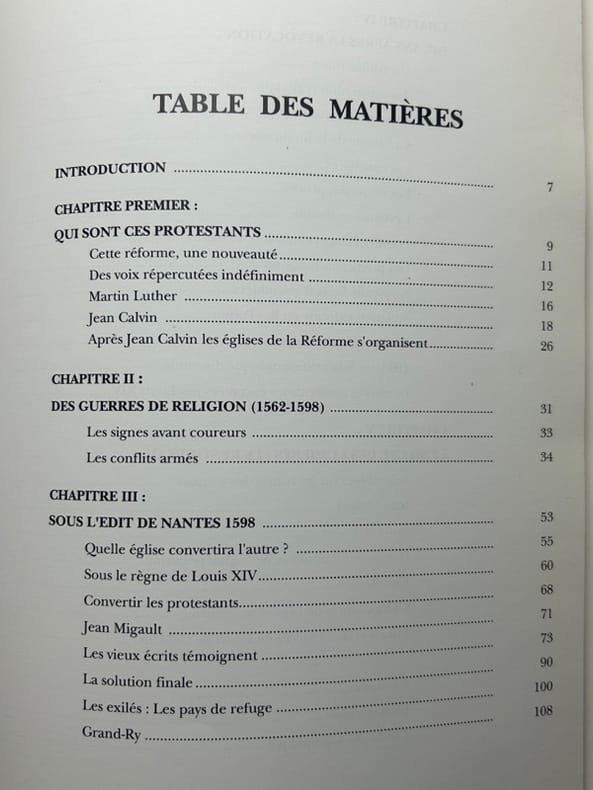 TABLE DES MATIÈRES
INTRODUCTION ........ 7
CHAPITRE PREMIER :
QUI SONT CES PROTESTANTS ........ 9
Cette réforme, une nouveauté ........ 11
Des voix répercutées indéfiniment ........ 12
Martin Luther ........ 16
Jean Calvin ........ 18
Après Jean Calvin les églises de la Réforme s'organisent ........ 26
CHAPITRE II :
DES GUERRES DE RELIGION (1562-1598) ........ 31
Les signes avant coureurs ........ 33
Les conflits armés ........ 34
CHAPITRE III :
SOUS L'EDIT DE NANTES 1598 ........ 53
Quelle église convertira l'autre ? ........ 55
Sous le règne de Louis XIV ........ 60
Convertir les protestants ........ 68
Jean Migault ........ 71
Les vieux écrits témoignent ........ 73
La solution finale ........ 90
Les exilés : Les pays de refuge ........ 100
Grand-Ry ........ 108